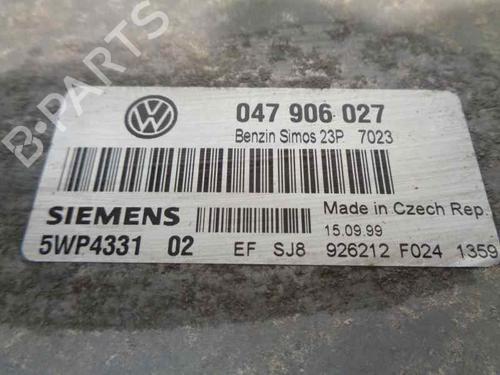 B-PARTS
047 906 027
Benzin Simos 23P 7023
SIEMENS
Made in Czech Rep.
15.09.99
5WP4331 02 EF SJ8 926212 F024 1359